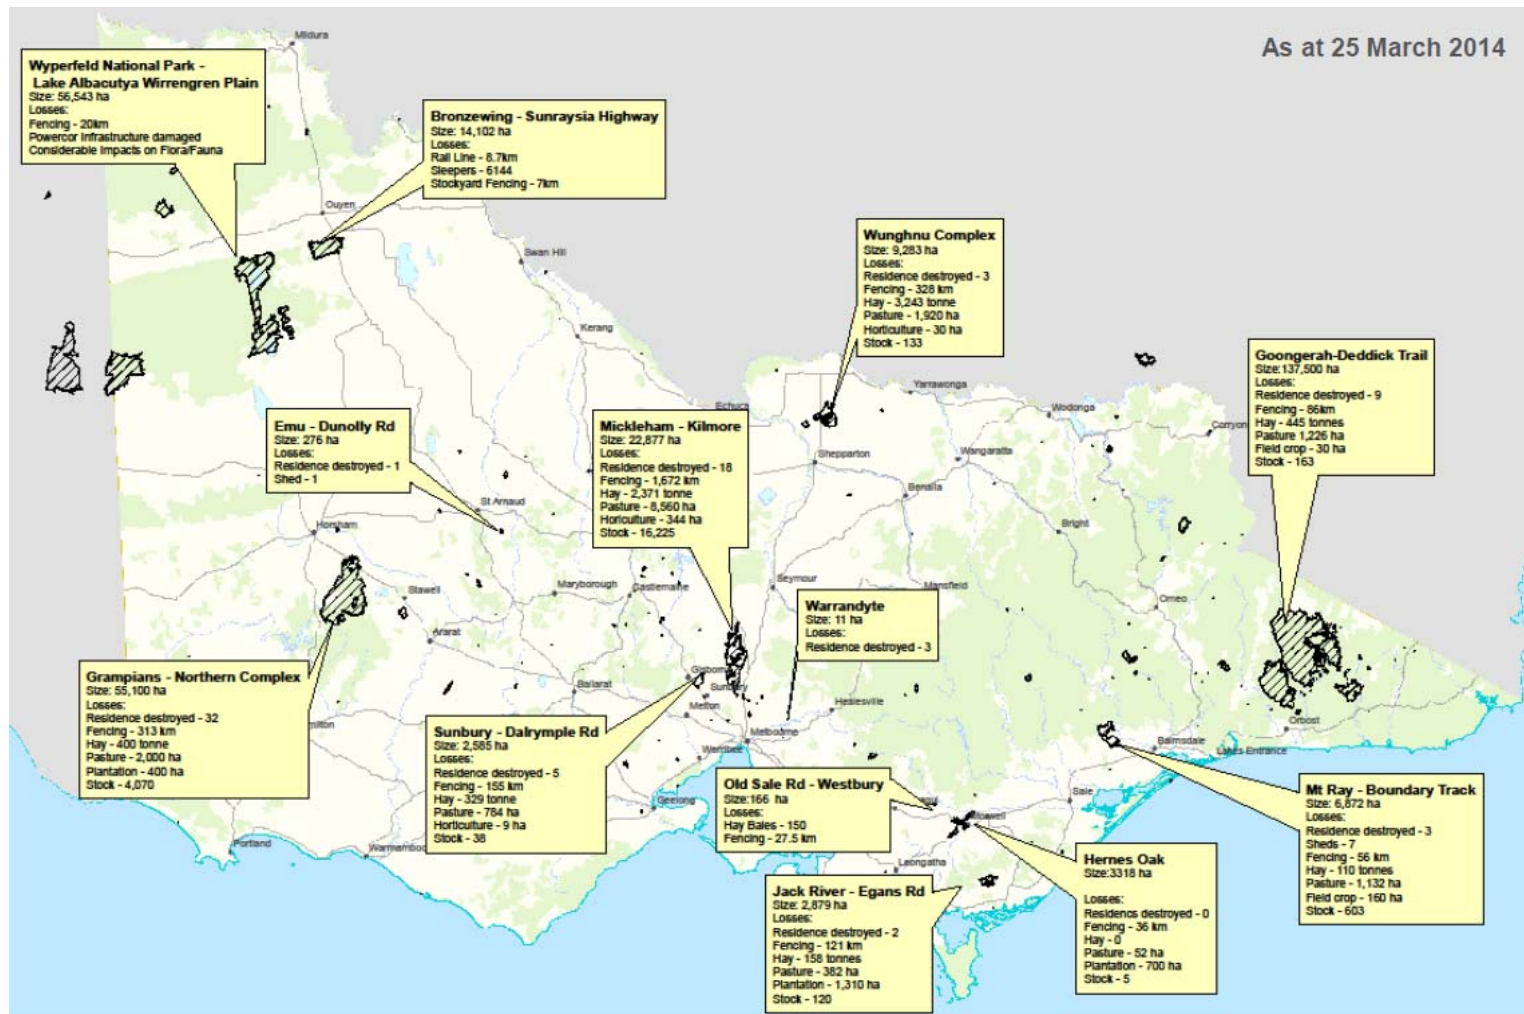 As at 25 March 2014
Mildura
Wyperfeld National Park -
Lake Albacutya Wirrengren Plain
Size: 56,543 ha
Losses:
Fencing - 20km
Powercor Infrastructure damaged
Considerable Impacts on Flora/Fauna
Bronzewing - Sunraysia Highway
Size: 14,102 ha
Losses:
Rail Line - 8.7km
Sleepers - 6144
Stockyard Fencing - 7km
Ouyen
Swan Hill
Wunghnu Complex
Size: 9,283 ha
Losses:
Residence destroyed - 3
Fencing - 328 km
Hay - 3,243 tonne
Pasture - 1,920 ha
Horticulture - 30 ha
Stock - 133
Kerang
Goongerah-Deddick Trail
Size:137,500 ha
Losses:
Residence destroyed - 9
Fencing - 86km
Hay - 445 tonnes
Pasture 1,226 ha
Field crop - 30 ha
Stock - 163
Yarrawonga
Echuca
Wodonga
Corryon
Emu - Dunolly Rd
Size: 276 ha
Losses:
Residence destroyed - 1
Shed - 1
Mickleham - Kilmore
Size: 22,877 ha
Losses:
Residence destroyed - 18
Fencing - 1,672 km
Hay - 2,371 tonne
Pasture - 8,560 ha
Horiculture - 344 ha
Stock - 16,225
Shepparton
Wangaratta
Benalla
St Arnaud
Horsham
Bright
Seymour
Maryborough
Castlemaine
Mansfield
Stawell
Omeo
Warrandyte
Size: 11 ha
Losses:
Residence destroyed - 3
Ararat
Grampians - Northern Complex
Size: 55,100 ha
Losses:
Residence destroyed - 32
Fencing - 313 km
Hay - 400 tonne
Pasture - 2,000 ha
Plantation - 400 ha
Stock - 4,070
Gisborne
Ballarat
Sunbury
Melton
Healesville
milton
Orbost
Melbourne
Werribee
Bairnsdale
Lakes Entrance
Sunbury - Dalrymple Rd
Size: 2,585 ha
Losses:
Residence destroyed - 5
Fencing - 155 km
Hay - 329 tonne
Pasture - 784 ha
Horticulture - 9 ha
Stock - 38
Old Sale Rd - Westbury
Size:166 ha
Losses:
Hay Bales - 150
Fencing - 27.5 km
Sale
Geelong
Mt Ray - Boundary Track
Size: 6,872 ha
Losses:
Residence destroyed - 3
Sheds - 7
Fencing - 56 km
Hay - 110 tonnes
Pasture - 1,132 ha
Field crop - 160 ha
Stock - 603
Portland
Warrnamboo
Leongatha
Hernes Oak
Size:3318 ha
Losses:
Residence destroyed - 0
Fencing - 36 km
Hay - 0
Pasture - 52 ha
Plantation - 700 ha
Stock - 5
Jack River - Egans Rd
Size: 2,879 ha
Losses:
Residence destroyed - 2
Fencing - 121 km
Hay - 158 tonnes
Pasture - 382 ha
Plantation - 1,310 ha
Stock - 120